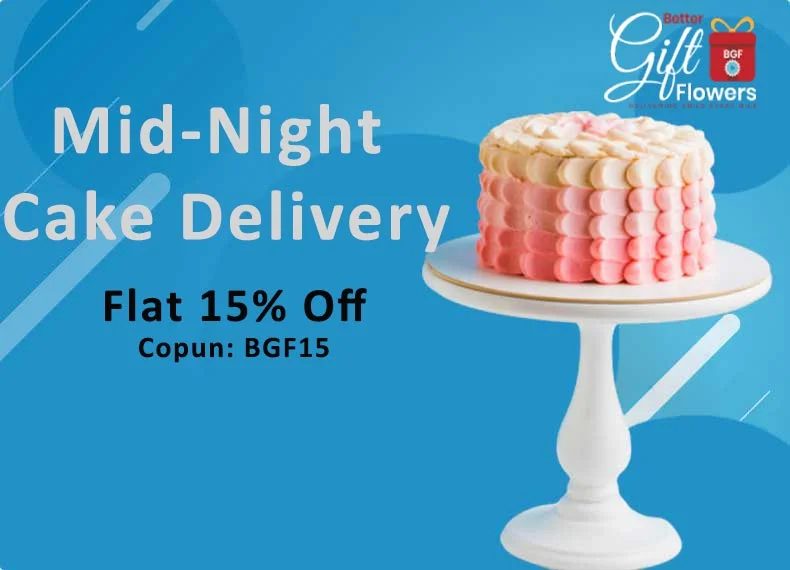 Better
Gift
BGF
Flowers
Mid-Night
Cake Delivery
Flat 15% Off
Copun: BGF15